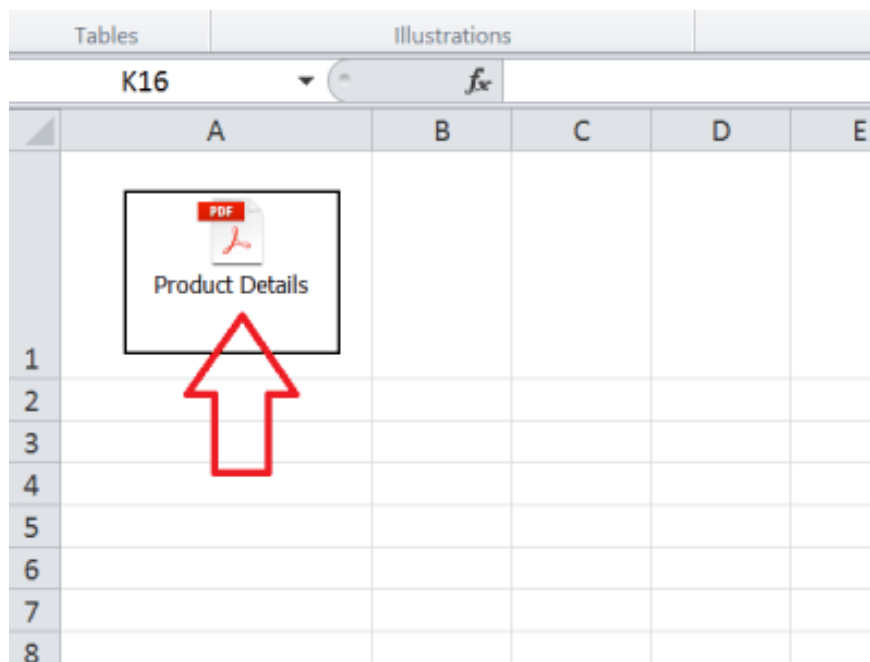 Tables Illustrations
K16 fx
A B C D E
PDF
Product Details
1
2
3
4
5
6
7
8